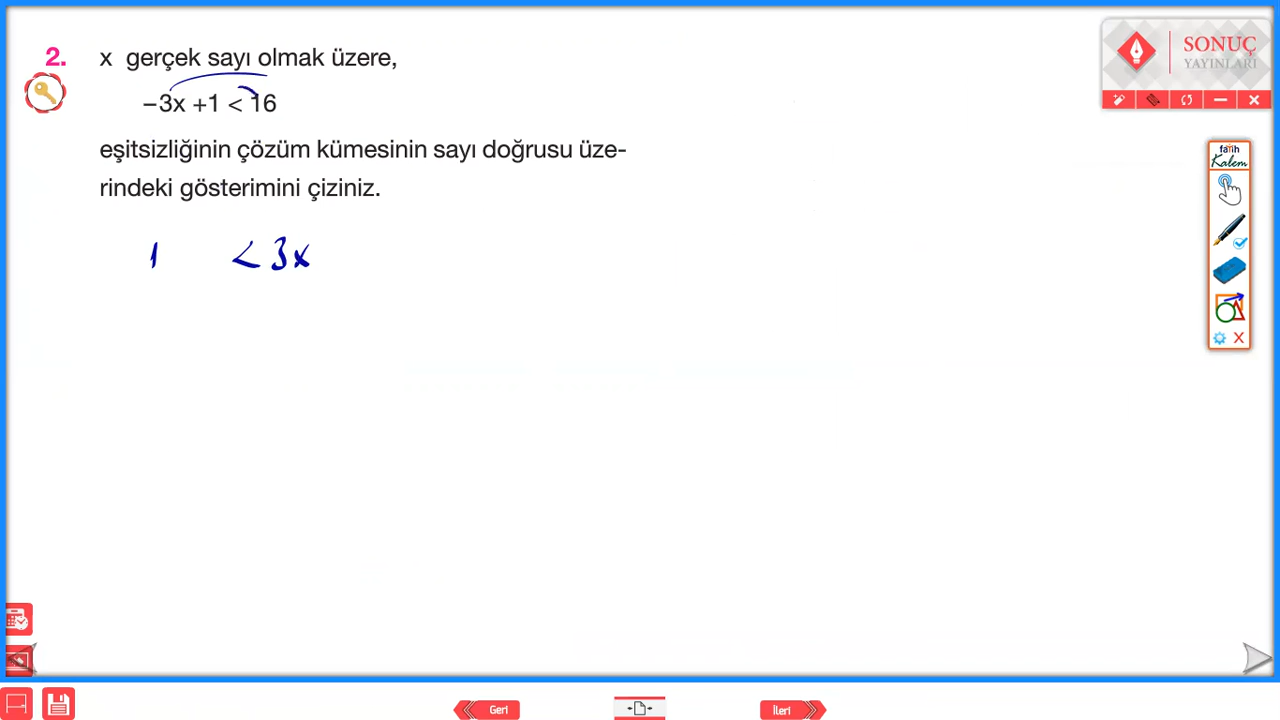 2. x gerçek sayı olmak üzere,
−3x +1 < 16
eşitsizliğinin çözüm kümesinin sayı doğrusu üze-
rindeki gösterimini çiziniz.
1 < 3x
SONUÇ
YAYINLARI
fatih
Kalem
Geri
İleri